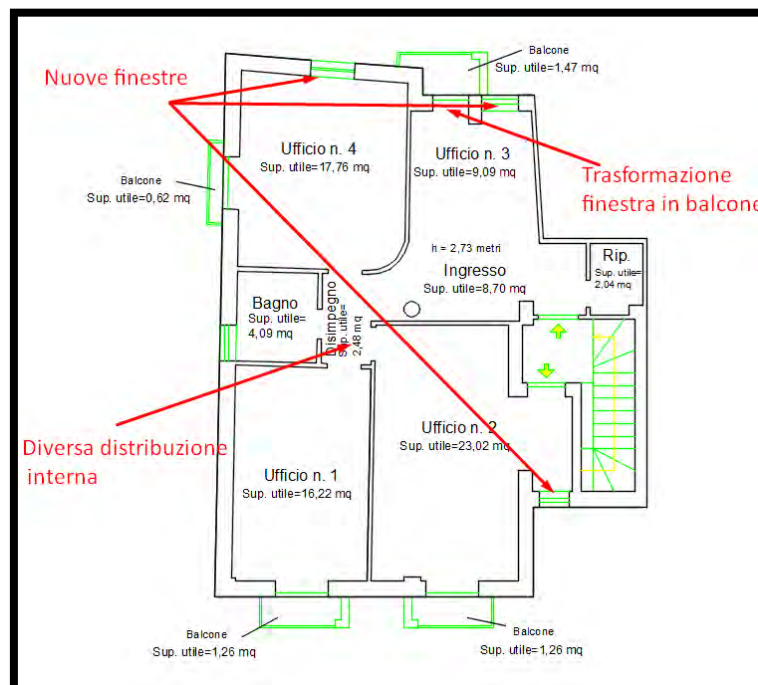 Balcone
Sup. utile=1,47 mq
Nuove finestre
Ufficio n. 4
Sup. utile=17,76 mq
Ufficio n. 3
Sup. utile=9,09 mq
Trasformazione
finestra in balcone
Balcone
Sup. utile=0,62 mq
h = 2,73 metri
Ingresso
Sup. utile=8,70 mq
Rip.
Sup. utile=
2,04 mq
Bagno
Sup. utile=
4,09 mq
Disimpegno
Sup. utile=
2,48 mq
Diversa distribuzione
interna
Ufficio n. 2
Sup. utile=23,02 mq
Ufficio n. 1
Sup. utile=16,22 mq
Balcone
Sup. utile=1,26 mq
Balcone
Sup. utile=1,26 mq